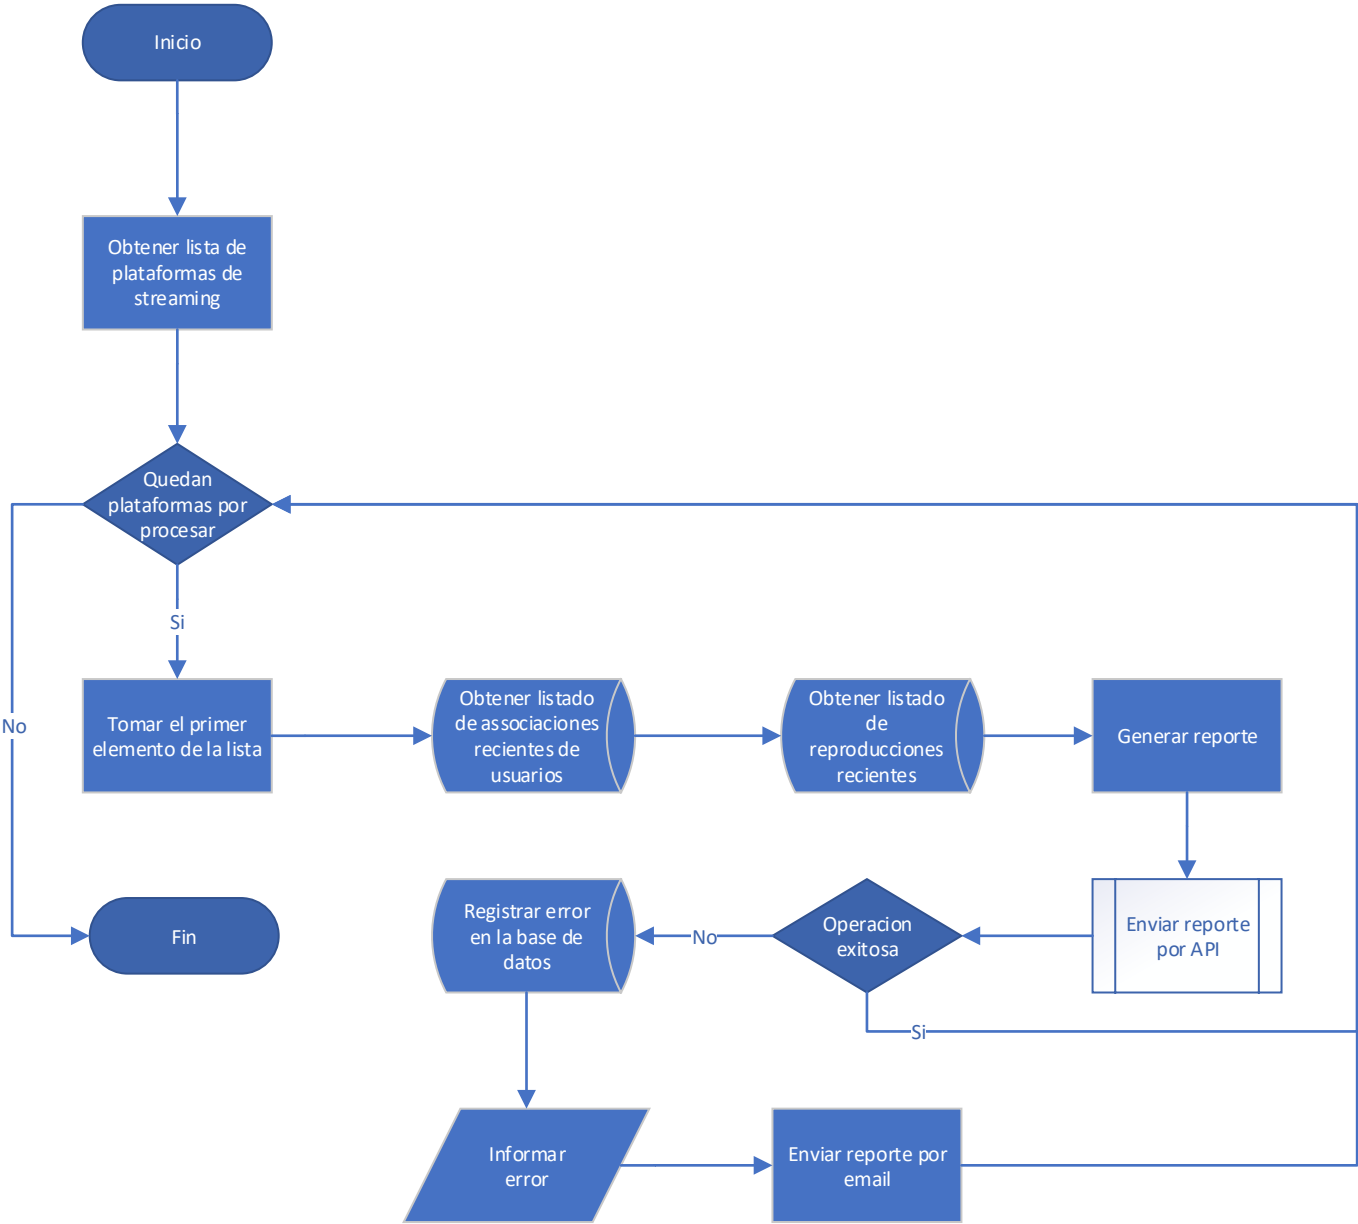 Inicio
Obtener lista de
plataformas de
streaming
Quedan
plataformas por
procesar
Si
No
Tomar el primer
elemento de la lista
Obtener listado
de associaciones
recientes de
usuarios
Obtener listado
de
reproducciones
recientes
Generar reporte
Fin
Registrar error
en la base de
datos
No
Operacion
exitosa
Enviar reporte
por API
Si
Informar
error
Enviar reporte por
email